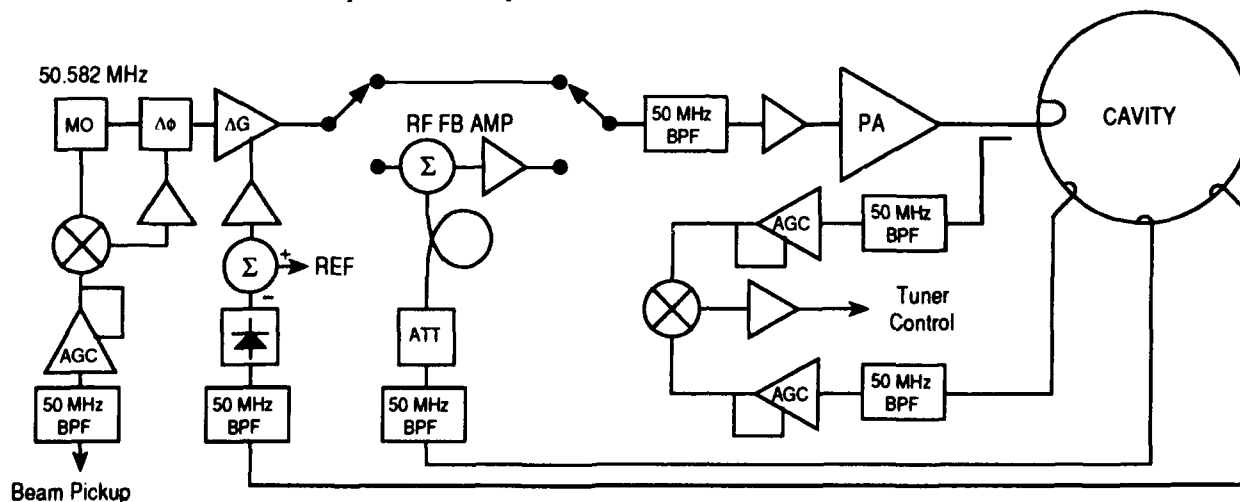 50.582 MHz
MO
Δϕ
ΔG
RF FB AMP
Σ
50 MHz
BPF
PA
CAVITY
AGC
50 MHz
BPF
Σ
+
REF
-
ATT
Tuner
Control
AGC
50 MHz
BPF
AGC
50 MHz
BPF
50 MHz
BPF
50 MHz
BPF
Beam Pickup